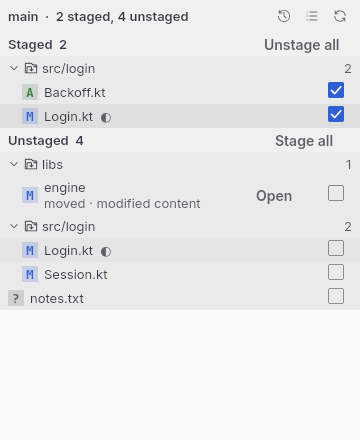 main · 2 staged, 4 unstaged
Staged 2 Unstage all
src/login 2
A Backoff.kt
M Login.kt
Unstaged 4 Stage all
libs 1
M engine
moved · modified content Open
src/login 2
M Login.kt
M Session.kt
? notes.txt